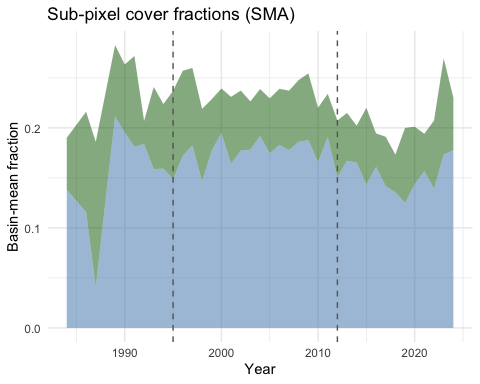 Sub-pixel cover fractions (SMA)
Basin-mean fraction
0.2
0.1
0.0
1990 2000 2010 2020
Year